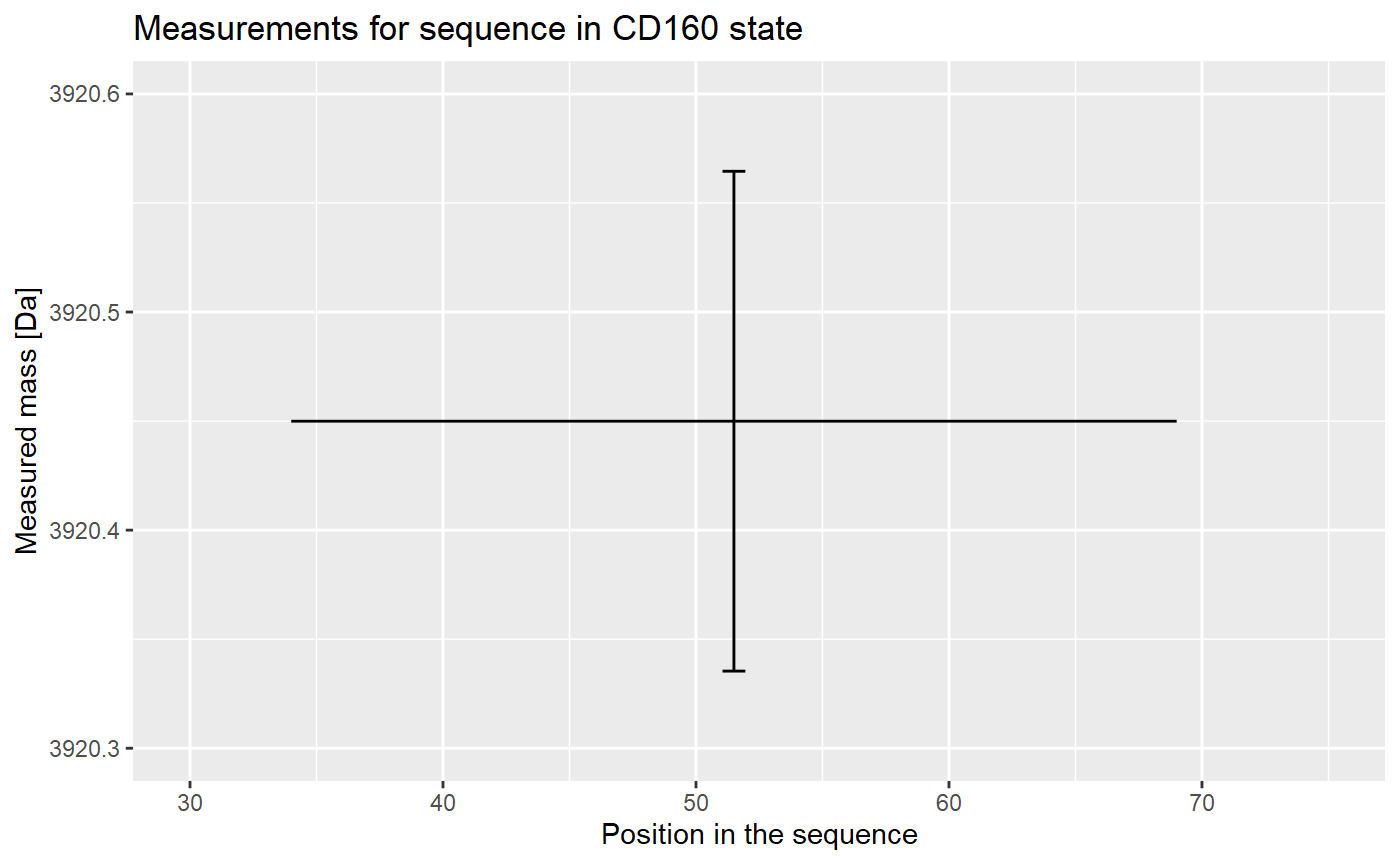 Measurements for sequence in CD160 state
Measured mass [Da]
3920.6
3920.5
3920.4
3920.3
30 40 50 60 70
Position in the sequence